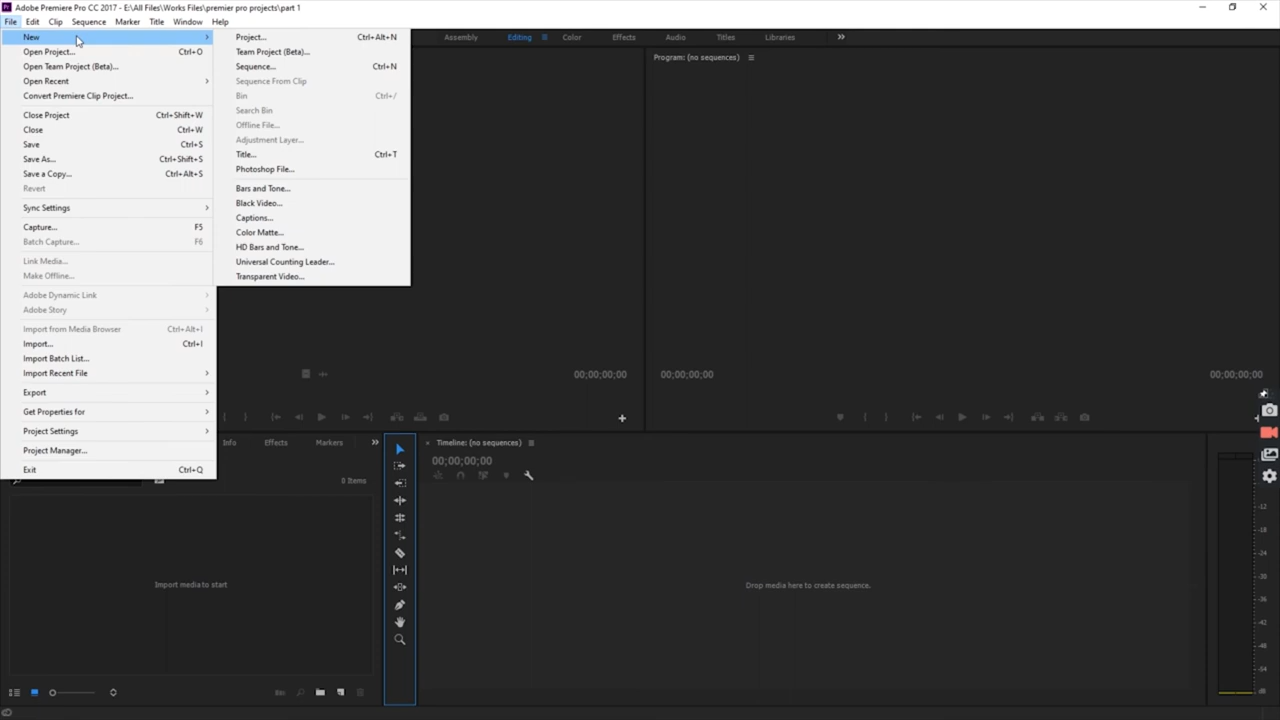 Adobe Premiere Pro CC 2017 - E:\All Files\Works Files\premier pro projects\part 1
File Edit Clip Sequence Marker Title Window Help
Assembly Editing Color Effects Audio Titles Libraries
New
Open Project... Ctrl+O
Open Team Project (Beta)...
Open Recent
Convert Premiere Clip Project...
Close Project Ctrl+Shift+W
Close Ctrl+W
Save Ctrl+S
Save As... Ctrl+Shift+S
Save a Copy... Ctrl+Alt+S
Revert
Sync Settings
Capture... F5
Batch Capture... F6
Link Media...
Make Offline...
Adobe Dynamic Link
Adobe Story
Import from Media Browser Ctrl+Alt+I
Import... Ctrl+I
Import Batch List...
Import Recent File
Export
Get Properties for
Project Settings
Project Manager...
Exit Ctrl+Q
Project... Ctrl+Alt+N
Team Project (Beta)...
Sequence... Ctrl+N
Sequence From Clip
Bin Ctrl+/
Search Bin
Offline File...
Adjustment Layer...
Title... Ctrl+T
Photoshop File...
Bars and Tone...
Black Video...
Captions...
Color Matte...
HD Bars and Tone...
Universal Counting Leader...
Transparent Video...
Program: (no sequences)
00;00;00;00
00;00;00;00 00;00;00;00
Info Effects Markers
0 Items
Import media to start
Timeline: (no sequences)
00;00;00;00
Drop media here to create sequence.
-12
-24
-30
-36
-42
-48
-54
dB